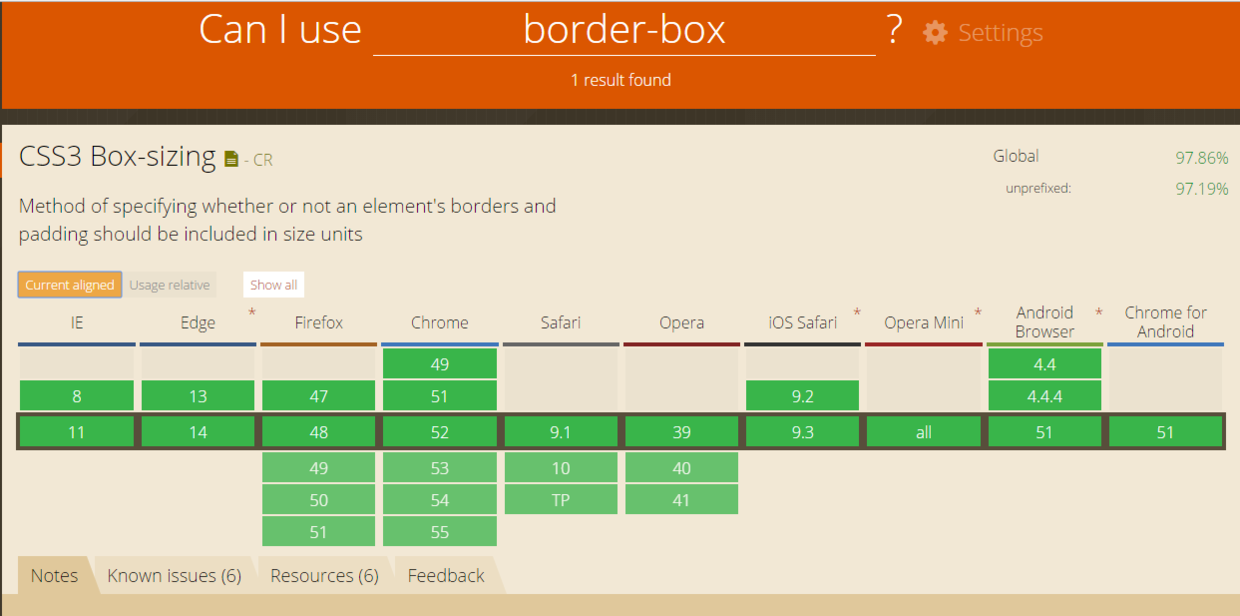 Can I use border-box ? Settings
1 result found
CSS3 Box-sizing - CR
Global 97.86%
unprefixed: 97.19%
Method of specifying whether or not an element's borders and
padding should be included in size units
Current aligned Usage relative Show all
IE Edge * Firefox Chrome Safari Opera iOS Safari * Opera Mini * Android Browser * Chrome for Android
49 4.4
8 13 47 51 9.2 4.4.4
11 14 48 52 9.1 39 9.3 all 51 51
49 53 10 40
50 54 TP 41
51 55
Notes Known issues (6) Resources (6) Feedback